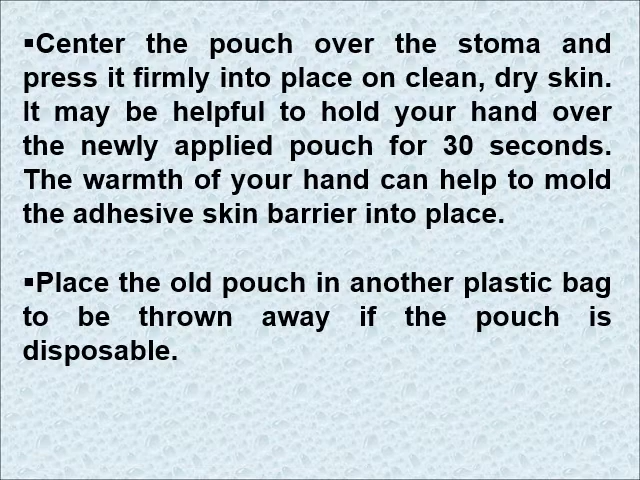 ▪Center the pouch over the stoma and
press it firmly into place on clean, dry skin.
It may be helpful to hold your hand over
the newly applied pouch for 30 seconds.
The warmth of your hand can help to mold
the adhesive skin barrier into place.
▪Place the old pouch in another plastic bag
to be thrown away if the pouch is
disposable.